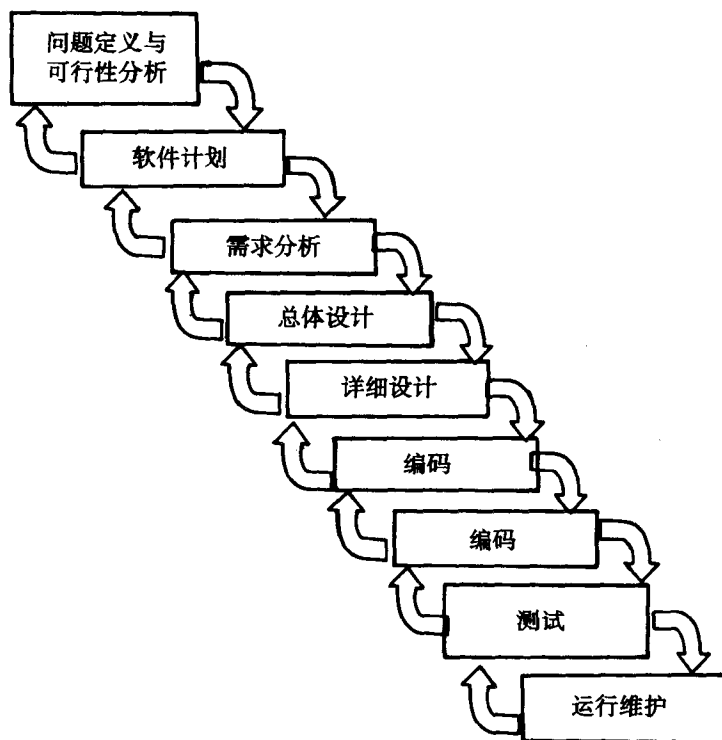 问题定义与
可行性分析
软件计划
需求分析
总体设计
详细设计
编码
编码
测试
运行维护